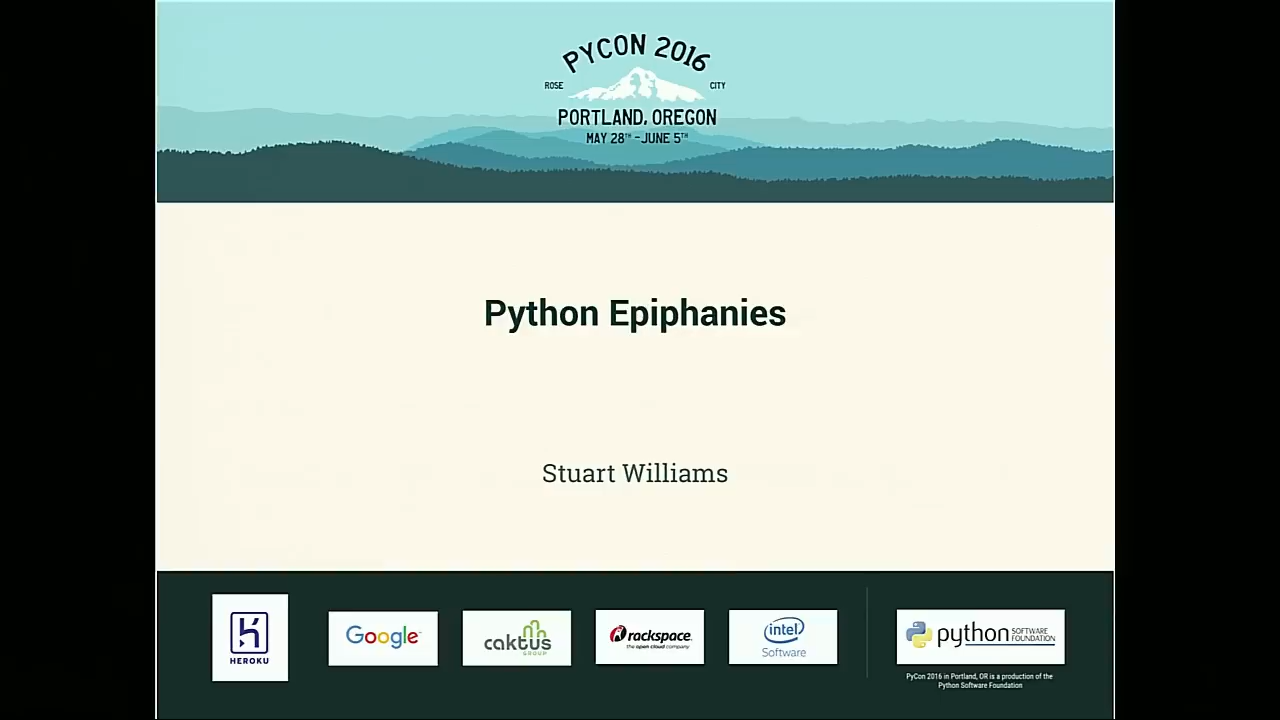 PYCON 2016
ROSE CITY
PORTLAND, OREGON
MAY 28TH - JUNE 5TH
Python Epiphanies
Stuart Williams
HEROKU
Google
caktus
GROUP
rackspace
the open cloud company
intel
Software
python SOFTWARE
FOUNDATION
PyCon 2016 in Portland, OR is a production of the
Python Software Foundation